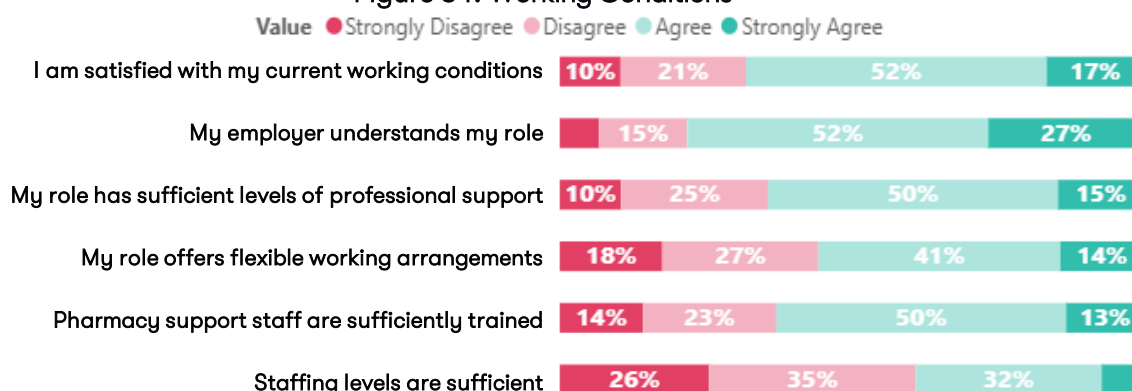 Value Strongly Disagree Disagree Agree Strongly Agree
I am satisfied with my current working conditions 10% 21% 52% 17%
My employer understands my role 15% 52% 27%
My role has sufficient levels of professional support 10% 25% 50% 15%
My role offers flexible working arrangements 18% 27% 41% 14%
Pharmacy support staff are sufficiently trained 14% 23% 50% 13%
Staffing levels are sufficient 26% 35% 32%